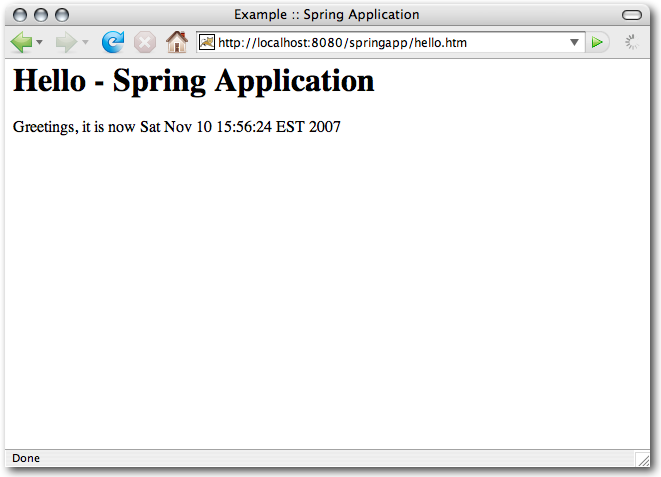 Example :: Spring Application
http://localhost:8080/springapp/hello.htm
Hello - Spring Application
Greetings, it is now Sat Nov 10 15:56:24 EST 2007
Done